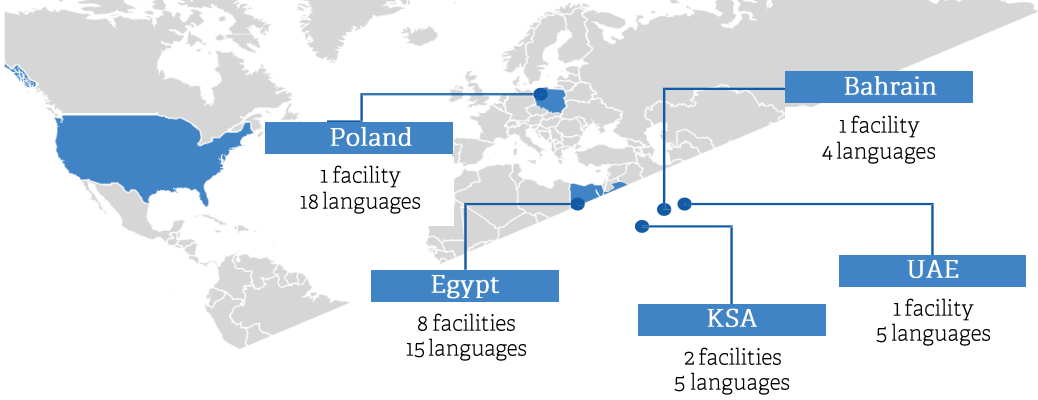 Bahrain
1 facility
4 languages
Poland
1 facility
18 languages
Egypt
8 facilities
15 languages
KSA
2 facilities
5 languages
UAE
1 facility
5 languages